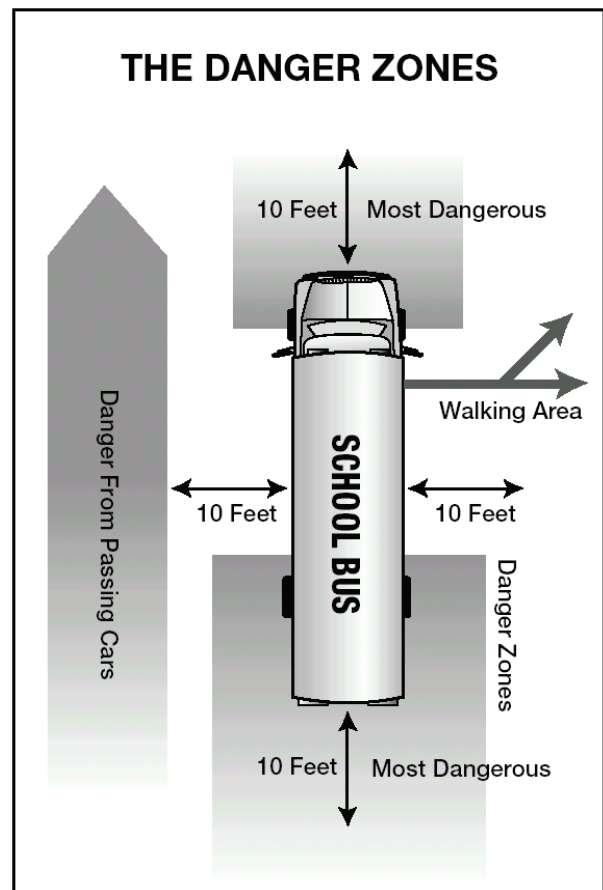 THE DANGER ZONES
10 Feet
Most Dangerous
Walking Area
Danger From Passing Cars
SCHOOL BUS
10 Feet
10 Feet
Danger Zones
10 Feet
Most Dangerous